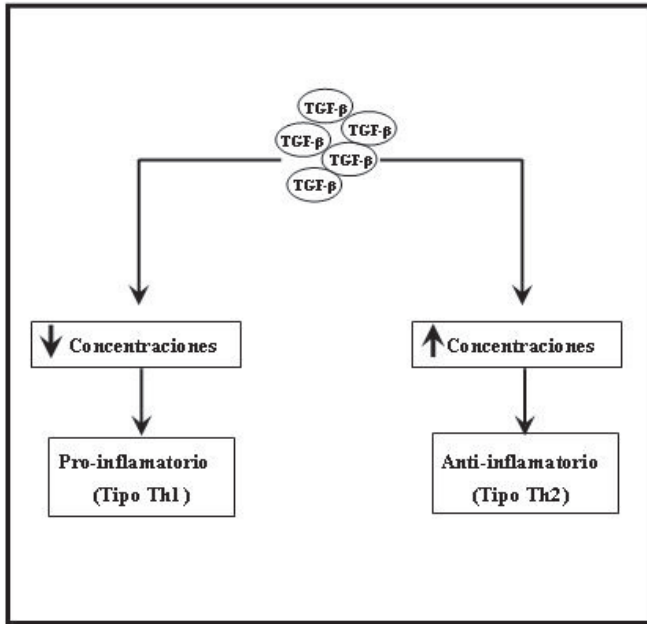 TGF-β
TGF-β
TGF-β
TGF-β
TGF-β
Concentraciones
Concentraciones
Pro-inflamatorio
(Tipo Th1)
Anti-inflamatorio
(Tipo Th2)